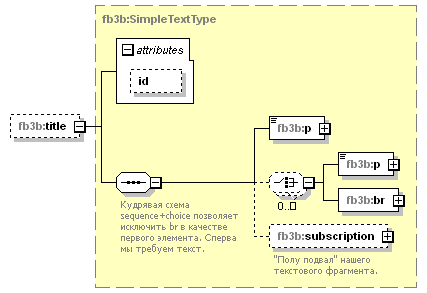 fb3b:SimpleTextType
attributes
id
fb3b:title
fb3b:p
fb3b:p
0..
fb3b:br
Кудрявая схема
sequence+choice позволяет
исключить br в качестве
первого элемента. Сперва
мы требуем текст.
fb3b:subscription
"Полу подвал" нашего
текстового фрагмента.